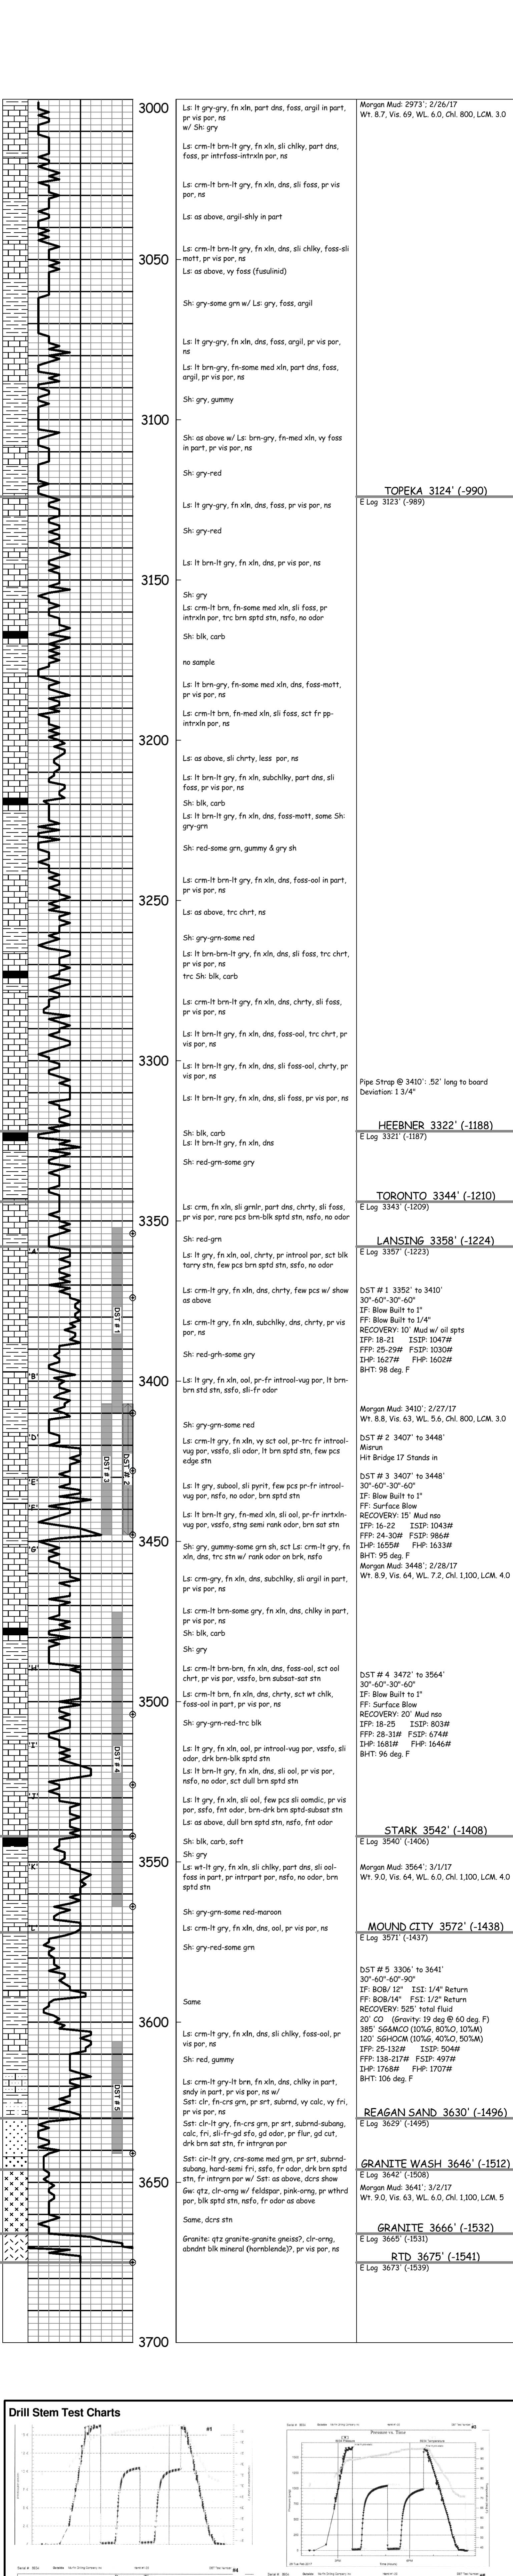 Morgan Mud: 2973'; 2/26/17
Wt. 8.7, Vis. 69, WL. 6.0, Chl. 800, LCM. 3.0
3000
Ls: lt gry-gry, fn xln, part dns, foss, argil in part,
pr vis por, ns
w/ Sh: gry
Ls: crm-lt brn-lt gry, fn xln, sli chlky, part dns,
foss, pr intrfoss-intrxln por, ns
Ls: crm-lt brn-lt gry, fn xln, dns, sli foss, pr vis
por, ns
Ls: as above, argil-shly in part
3050
Ls: crm-lt brn-lt gry, fn xln, dns, sli chlky, foss-sli
mott, pr vis por, ns
Ls: as above, vy foss (fusulinid)
Sh: gry-some grn w/ Ls: gry, foss, argil
Ls: lt gry-gry, fn xln, dns, foss, argil, pr vis por,
ns
Ls: lt brn-gry, fn-some med xln, part dns, foss,
argil, pr vis por, ns
Sh: gry, gummy
3100
Sh: as above w/ Ls: brn-gry, fn-med xln, vy foss
in part, pr vis por, ns
Sh: gry-red
TOPEKA 3124' (-990)
E Log 3123' (-989)
Ls: lt gry-gry, fn xln, dns, foss, pr vis por, ns
Sh: gry-red
Ls: lt brn-lt gry, fn xln, dns, pr vis por, ns
3150
Sh: gry
Ls: crm-lt brn, fn-some med xln, sli foss, pr
intrxln por, trc brn sptd stn, nsfo, no odor
Sh: blk, carb
no sample
Ls: lt brn-gry, fn-some med xln, dns, foss-mott,
pr vis por, ns
Ls: crm-lt brn, fn-med xln, sli foss, sct fr pp-
intrxln por, ns
3200
Ls: as above, sli chrty, less por, ns
Ls: lt brn-lt gry, fn xln, subchlky, part dns, sli
foss, pr vis por, ns
Sh: blk, carb
Ls: lt brn-lt gry, fn xln, dns, foss-mott, some Sh:
gry-grn
Sh: red-some grn, gummy & gry sh
Ls: crm-lt brn-lt gry, fn xln, dns, foss-ool in part,
pr vis por, ns
3250
Ls: as above, trc chrt, ns
Sh: gry-grn-some red
Ls: lt brn-brn-lt gry, fn xln, dns, sli foss, trc chrt,
pr vis por, ns
trc Sh: blk, carb
Ls: crm-lt brn-lt gry, fn xln, dns, chrty, sli foss,
pr vis por, ns
Ls: lt brn-lt gry, fn xln, dns, foss-ool, trc chrt, pr
vis por, ns
3300
Ls: lt brn-lt gry, fn xln, dns, sli foss-ool, chrty, pr
vis por, ns
Pipe Strap @ 3410': .52' long to board
Deviation: 1 3/4°
Ls: lt brn-lt gry, fn xln, dns, sli foss, pr vis por, ns
HEEBNER 3322' (-1188)
E Log 3321' (-1187)
Sh: blk, carb
Ls: lt brn-lt gry, fn xln, dns
Sh: red-grn-some gry
TORONTO 3344' (-1210)
E Log 3343' (-1209)
Ls: crm, fn xln, sli grnlr, part dns, chrty, sli foss,
pr vis por, rare pcs brn-blk sptd stn, nsfo, no odor
3350
Sh: red-grn
LANSING 3358' (-1224)
E Log 3357' (-1223)
'A'
Ls: lt gry, fn xln, ool, chrty, pr introol por, sct blk
tarry stn, few pcs brn sptd stn, ssfo, no odor
Ls: crm-lt gry, fn xln, dns, chrty, few pcs w/ show
as above
Ls: crm-lt gry, fn xln, subchlky, dns, chrty, pr vis
por, ns
DST # 1
DST # 1 3352' to 3410'
30"-60"-30"-60"
IF: Blow Built to 1"
FF: Blow Built to 1/4"
RECOVERY: 10' Mud w/ oil spts
IFP: 18-21 ISIP: 1047#
FFP: 25-29# FSIP: 1030#
IHP: 1627# FHP: 1602#
BHT: 98 deg. F
Sh: red-grh-some gry
'B'
3400
Ls: lt gry, fn xln, ool, pr-fr introol-vug por, lt brn-
brn std stn, ssfo, sli-fr odor
Morgan Mud: 3410'; 2/27/17
Wt. 8.8, Vis. 63, WL. 5.6, Chl. 800, LCM. 3.0
Sh: gry-grn-some red
'D'
Ls: crm-lt gry, fn xln, vy sct ool, pr-trc fr introol-
vug por, vssfo, sli odor, lt brn sptd stn, few pcs
edge stn
DST # 2
DST # 3
DST # 2 3407' to 3448'
Misrun
Hit Bridge 17 Stands in
'E'
Ls: lt gry, subool, sli pyrit, few pcs pr-fr introol-
vug por, nsfo, no odor, brn sptd stn
DST # 3 3407' to 3448'
30"-60"-30"-60"
IF: Blow Built to 1"
FF: Surface Blow
RECOVERY: 15' Mud nso
IFP: 16-22 ISIP: 1043#
FFP: 24-30# FSIP: 986#
IHP: 1655# FHP: 1633#
BHT: 95 deg. F
'F'
Ls: lt brn-lt gry, fn-med xln, sli ool, pr-fr inrtxln-
vug por, vssfo, stng semi rank odor, brn sat stn
3450
'G'
Sh: gry, gummy-some grn sh, sct Ls: crm-lt gry, fn
xln, dns, trc stn w/ rank odor on brk, nsfo
Morgan Mud: 3448'; 2/28/17
Wt. 8.9, Vis. 64, WL. 7.2, Chl. 1,100, LCM. 4.0
Ls: crm-gry, fn xln, dns, subchlky, sli argil in part,
pr vis por, ns
Ls: crm-lt brn-some gry, fn xln, dns, chlky in part,
pr vis por, ns
Sh: blk, carb
Sh: gry
'H'
Ls: crm-lt brn-brn, fn xln, dns, foss-ool, sct ool
chrt, pr vis por, vssfo, brn subsat-sat stn
Ls: crm-lt brn, fn xln, dns, chrty, sct wt chlk,
foss-ool in part, pr vis por, ns
3500
DST # 4 3472' to 3564'
30"-60"-30"-60"
IF: Blow Built to 1"
FF: Surface Blow
RECOVERY: 20' Mud nso
IFP: 18-25 ISIP: 803#
FFP: 28-31# FSIP: 674#
IHP: 1681# FHP: 1646#
BHT: 96 deg. F
Sh: gry-grn-red-trc blk
'I'
DST # 4
Ls: lt gry, fn xln, ool, pr introol-vug por, vssfo, sli
odor, drk brn-blk sptd stn
Ls: lt brn-lt gry, fn xln, dns, sli ool, pr vis por,
nsfo, no odor, sct dull brn sptd stn
'J'
Ls: lt gry, fn xln, sli ool, few pcs sli oomdic, pr vis
por, ssfo, fnt odor, brn-drk brn sptd-subsat stn
Ls: as above, dull brn sptd stn, nsfo, fnt odor
STARK 3542' (-1408)
E Log 3540' (-1406)
Sh: blk, carb, soft
Sh: gry
3550
'K'
Ls: wt-lt gry, fn xln, sli chlky, part dns, sli ool-
foss in part, pr intrpart por, nsfo, no odor, brn
sptd stn
Morgan Mud: 3564'; 3/1/17
Wt. 9.0, Vis. 64, WL. 6.0, Chl. 1,100, LCM. 4.0
Sh: gry-grn-some red-maroon
'L'
Ls: crm-lt gry, fn xln, dns, ool, pr vis por, ns
MOUND CITY 3572' (-1438)
E Log 3571' (-1437)
Sh: gry-red-some grn
Same
3600
DST # 5 3306' to 3641'
30"-60"-60"-90"
IF: BOB/ 12" ISI: 1/4" Return
FF: BOB/14" FSI: 1/2" Return
RECOVERY: 525' total fluid
20' CO (Gravity: 19 deg @ 60 deg. F)
385' SG&MCO (10%G, 80%O, 10%M)
120' SGHOCM (10%G, 40%O, 50%M)
IFP: 25-132# ISIP: 504#
FFP: 138-217# FSIP: 497#
IHP: 1768# FHP: 1707#
BHT: 106 deg. F
Ls: crm-lt gry, fn xln, dns, sli chlky, foss-ool, pr
vis por, ns
Sh: red, gummy
Ls: crm-lt gry-lt brn, fn xln, dns, chlky in part,
sndy in part, pr vis por, ns w/
Sst: clr, fn-crs grn, pr srt, subrnd, vy calc, vy fri,
pr vis por, ns
DST # 5
REAGAN SAND 3630' (-1496)
E Log 3629' (-1495)
Sst: clr-lt gry, fn-crs grn, pr srt, subrnd-subang,
calc, fri, sli-fr-gd sfo, gd odor, pr flur, gd cut,
drk brn sat stn, fr intrgran por
GRANITE WASH 3646' (-1512)
E Log 3642' (-1508)
Sst: clr-lt gry, crs-some med grn, pr srt, subrnd-
subang, hard-semi fri, ssfo, fr odor, drk brn sptd
stn, fr intrgrn por w/ Sst: as above, dcrs show
3650
Gw: qtz, clr-orng w/ feldspar, pink-orng, pr wthrd
por, blk sptd stn, nsfo, fr odor as above
Morgan Mud: 3641'; 3/2/17
Wt. 9.0, Vis. 63, WL. 6.0, Chl. 1,100, LCM. 5
Same, dcrs stn
GRANITE 3666' (-1532)
E Log 3665' (-1531)
Granite: qtz granite-granite gneiss?, clr-orng,
abndnt blk mineral (hornblende)?, pr vis por, ns
RTD 3675' (-1541)
E Log 3673' (-1539)
3700
Drill Stem Test Charts
#5
#3
Pressure vs. Time
#4